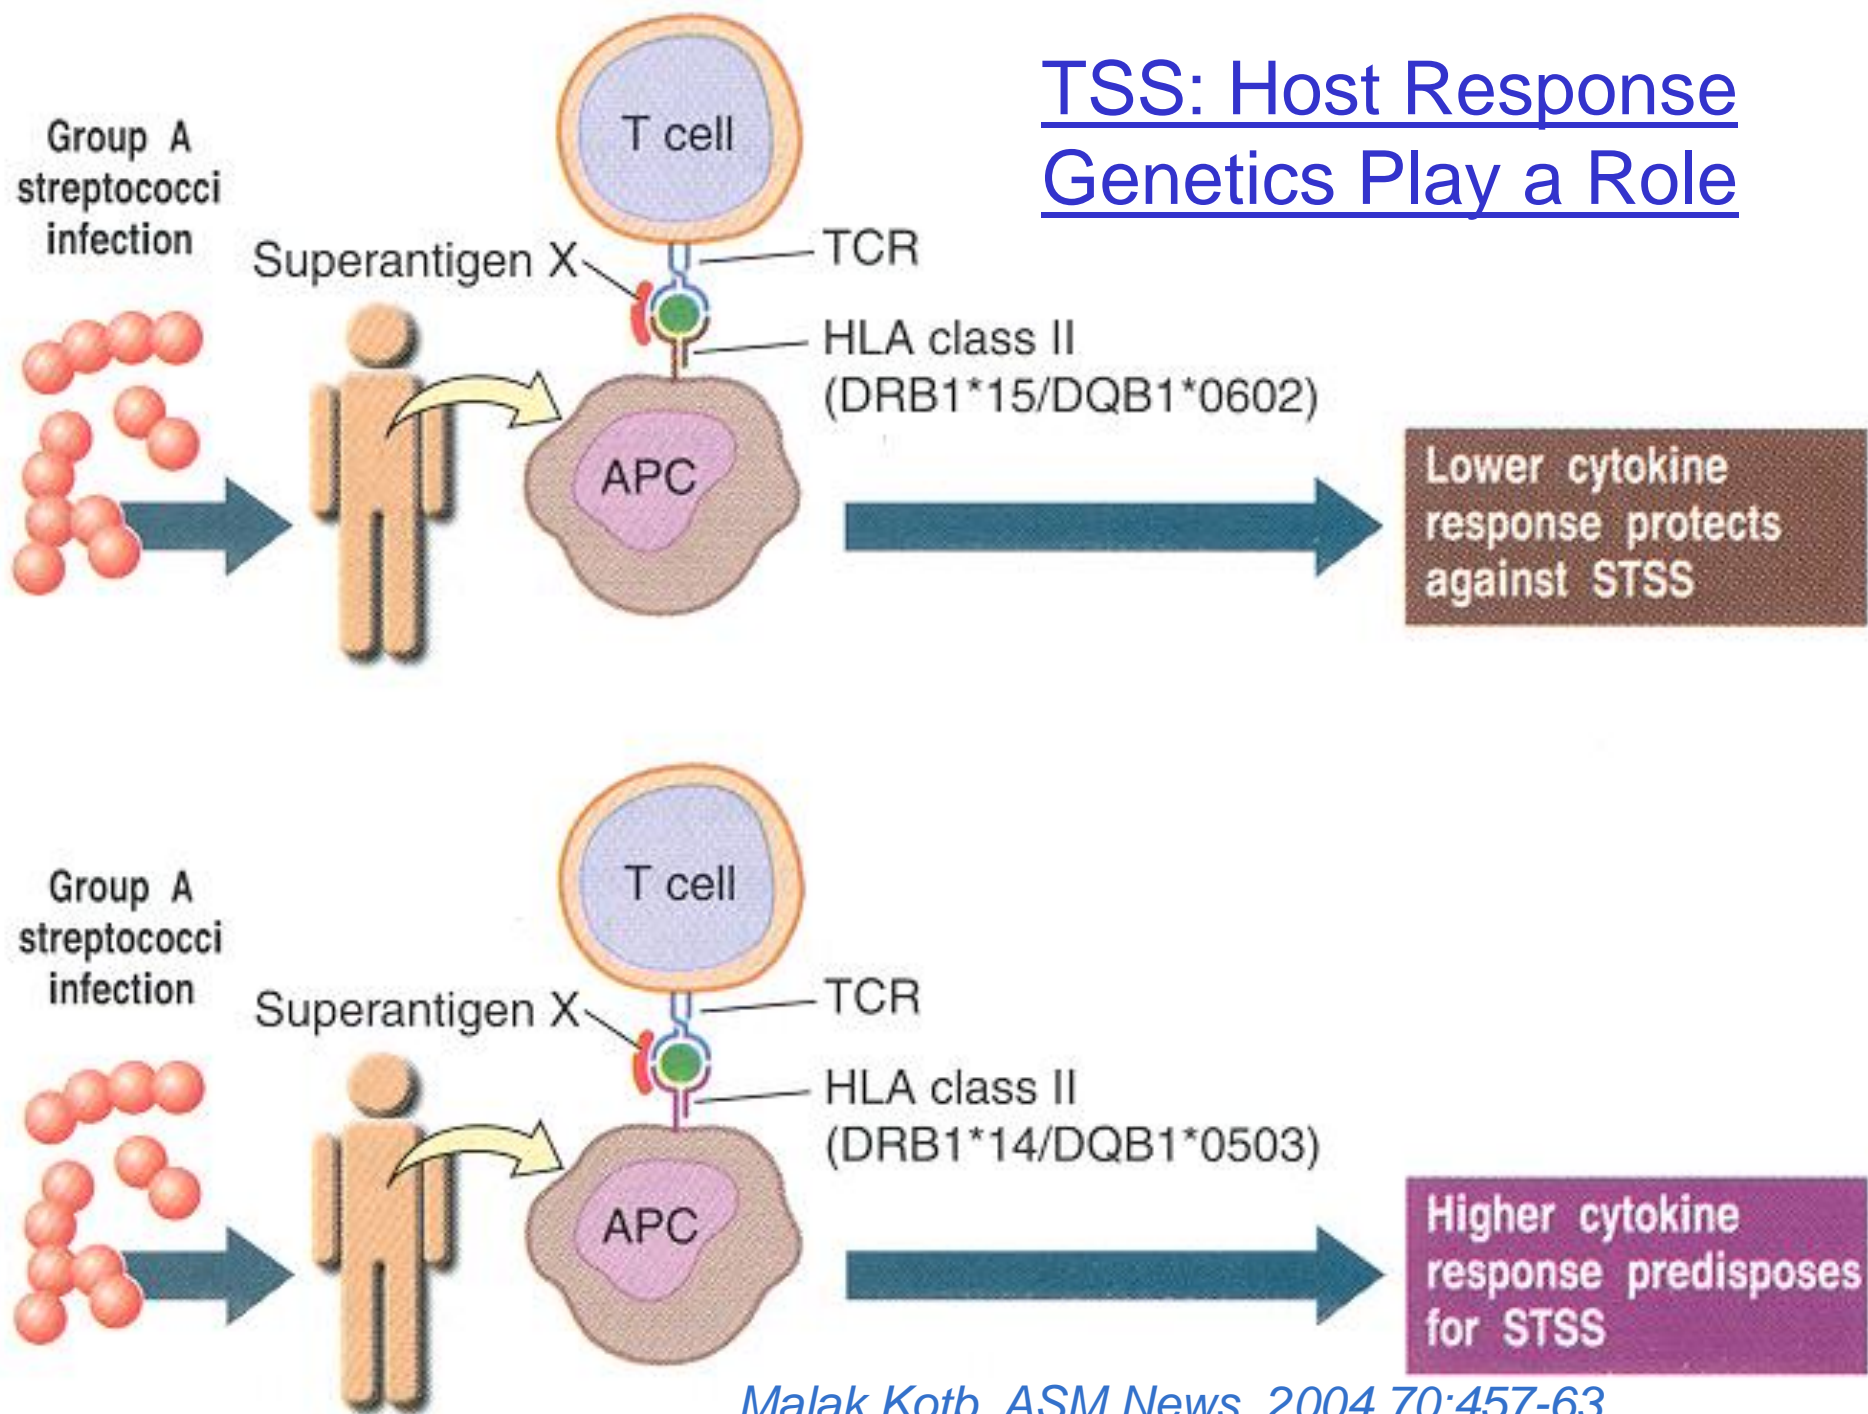 TSS: Host Response
Genetics Play a Role
Group A
streptococci
infection
T cell
Superantigen X
TCR
HLA class II
(DRB1*15/DQB1*0602)
APC
Lower cytokine
response protects
against STSS
Group A
streptococci
infection
T cell
Superantigen X
TCR
HLA class II
(DRB1*14/DQB1*0503)
APC
Higher cytokine
response predisposes
for STSS
Malak Kotb, ASM News, 2004 70:457-63